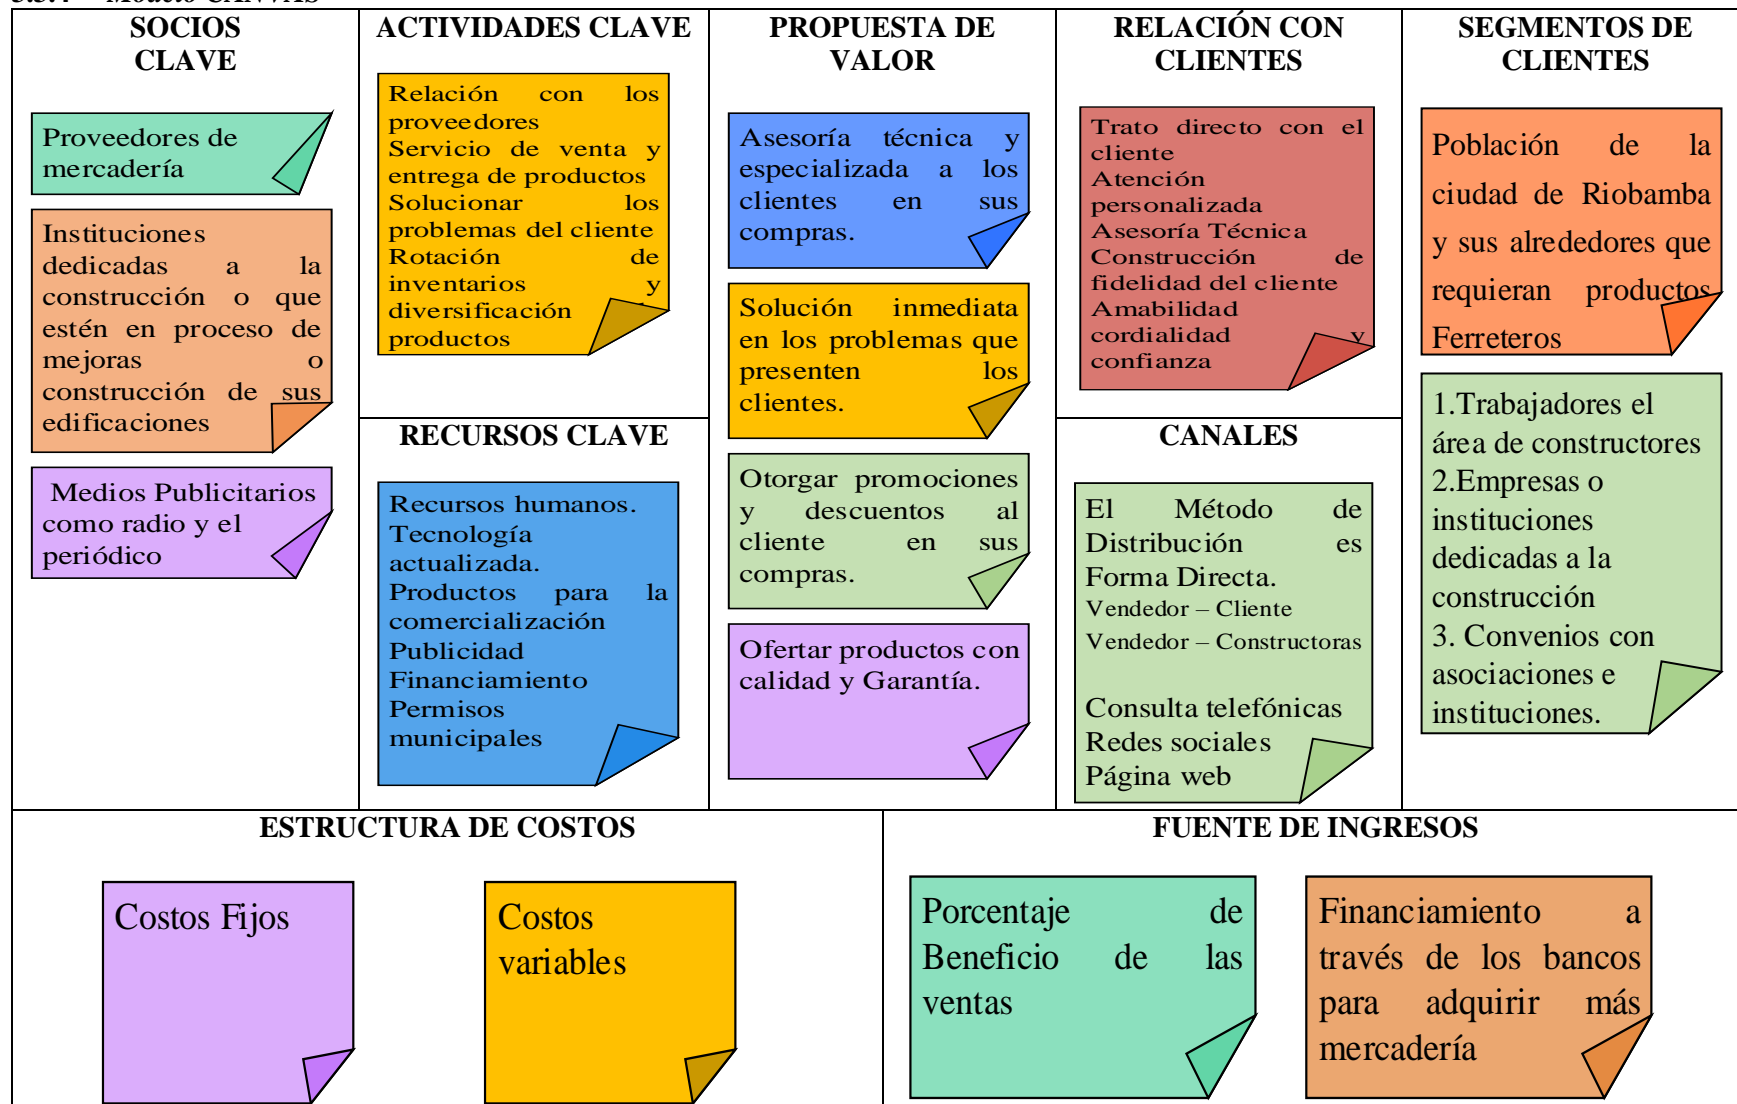 Modelo CANVAS
SOCIOS
CLAVE
Proveedores de
mercadería
Instituciones
dedicadas a la
construcción o que
estén en proceso de
mejoras o
construcción de sus
edificaciones
Medios Publicitarios
como radio y el
periódico
ACTIVIDADES CLAVE
Relación con los
proveedores
Servicio de venta y
entrega de productos
Solucionar los
problemas del cliente
Rotación de
inventarios y
diversificación
productos
RECURSOS CLAVE
Recursos humanos.
Tecnología
actualizada.
Productos para la
comercialización
Publicidad
Financiamiento
Permisos
municipales
PROPUESTA DE
VALOR
Asesoría técnica y
especializada a los
clientes en sus
compras.
Solución inmediata
en los problemas que
presenten los
clientes.
Otorgar promociones
y descuentos al
cliente en sus
compras.
Ofertar productos con
calidad y Garantía.
RELACIÓN CON
CLIENTES
Trato directo con el
cliente
Atención
personalizada
Asesoría Técnica
Construcción de
fidelidad del cliente
Amabilidad
cordialidad y
confianza
CANALES
El Método de
Distribución es
Forma Directa.
Vendedor – Cliente
Vendedor – Constructoras
Consulta telefónicas
Redes sociales
Página web
SEGMENTOS DE
CLIENTES
Población de la
ciudad de Riobamba
y sus alrededores que
requieran productos
Ferreteros
1.Trabajadores el
área de constructores
2.Empresas o
instituciones
dedicadas a la
construcción
3. Convenios con
asociaciones e
instituciones.
ESTRUCTURA DE COSTOS
Costos Fijos
Costos
variables
FUENTE DE INGRESOS
Porcentaje de
Beneficio de las
ventas
Financiamiento a
través de los bancos
para adquirir más
mercadería